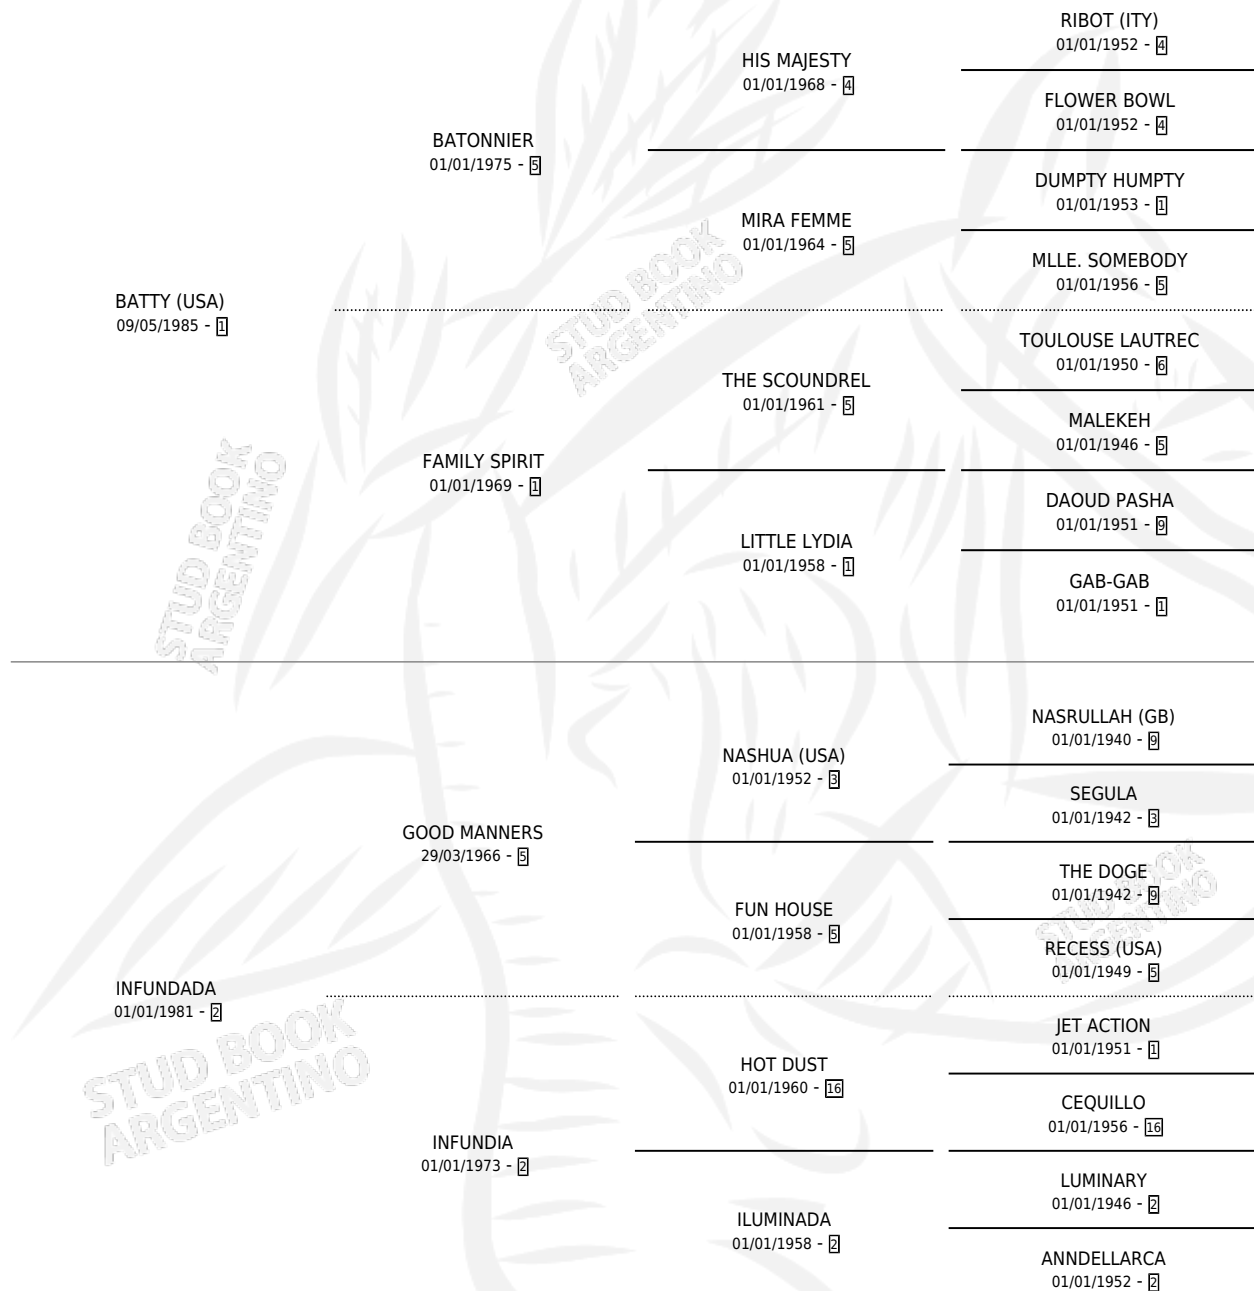 RIBOT (ITY)
01/01/1952 - 4
HIS MAJESTY
01/01/1968 - 4
FLOWER BOWL
01/01/1952 - 4
BATONNIER
01/01/1975 - 5
DUMPTY HUMPTY
01/01/1953 - 1
MIRA FEMME
01/01/1964 - 5
MLLE. SOMEBODY
01/01/1956 - 5
BATTY (USA)
09/05/1985 - 1
TOULOUSE LAUTREC
01/01/1950 - 6
THE SCOUNDREL
01/01/1961 - 5
MALEKEH
01/01/1946 - 5
FAMILY SPIRIT
01/01/1969 - 1
DAOUD PASHA
01/01/1951 - 9
LITTLE LYDIA
01/01/1958 - 1
GAB-GAB
01/01/1951 - 1
NASRULLAH (GB)
01/01/1940 - 9
NASHUA (USA)
01/01/1952 - 3
SEGULA
01/01/1942 - 3
GOOD MANNERS
29/03/1966 - 5
THE DOGE
01/01/1942 - 9
FUN HOUSE
01/01/1958 - 5
RECESS (USA)
01/01/1949 - 5
INFUNDADA
01/01/1981 - 2
JET ACTION
01/01/1951 - 1
HOT DUST
01/01/1960 - 16
CEQUILLO
01/01/1956 - 16
INFUNDIA
01/01/1973 - 2
LUMINARY
01/01/1946 - 2
ILUMINADA
01/01/1958 - 2
ANNDELLARCA
01/01/1952 - 2
STUD BOOK
ARGENTINO
STUD BOOK
ARGENTINO
STUD BOOK
ARGENTINO
STUD BOOK
ARGENTINO